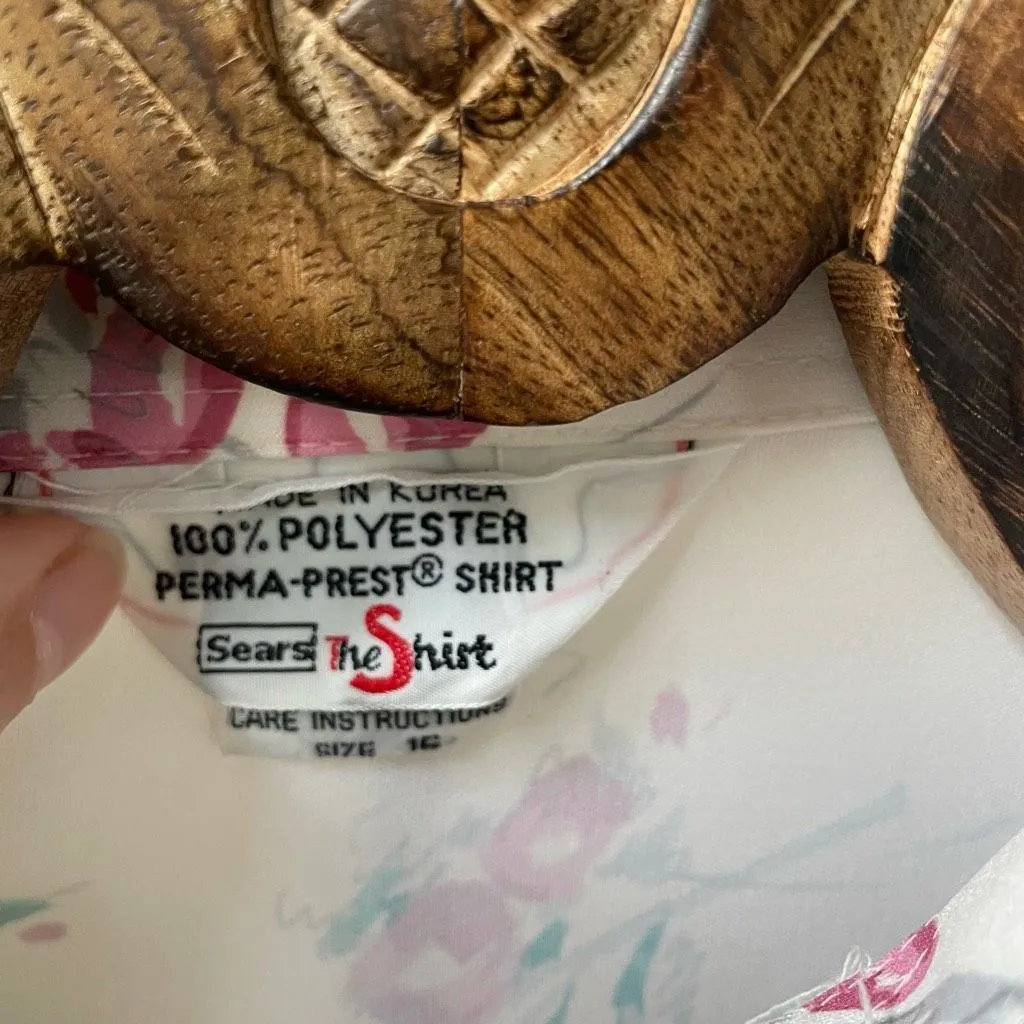 MADE IN KOREA
100% POLYESTER
PERMA-PREST® SHIRT
Sears The Shirt
CARE INSTRUCTIONS
SIZE 16